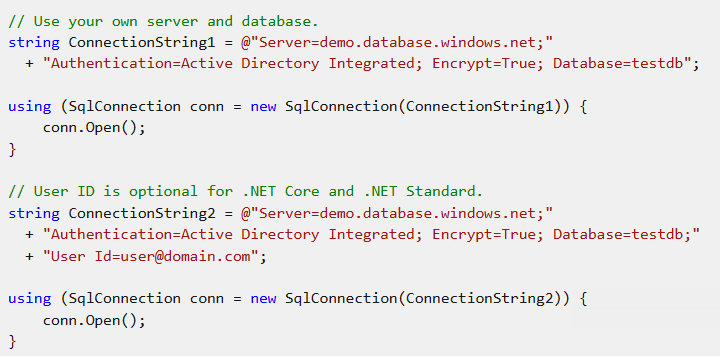 // Use your own server and database.
string ConnectionString1 = @"Server=demo.database.windows.net;"
  + "Authentication=Active Directory Integrated; Encrypt=True; Database=testdb";

using (SqlConnection conn = new SqlConnection(ConnectionString1)) {
    conn.Open();
}

// User ID is optional for .NET Core and .NET Standard.
string ConnectionString2 = @"Server=demo.database.windows.net;"
  + "Authentication=Active Directory Integrated; Encrypt=True; Database=testdb;"
  + "User Id=user@domain.com";

using (SqlConnection conn = new SqlConnection(ConnectionString2)) {
    conn.Open();
}